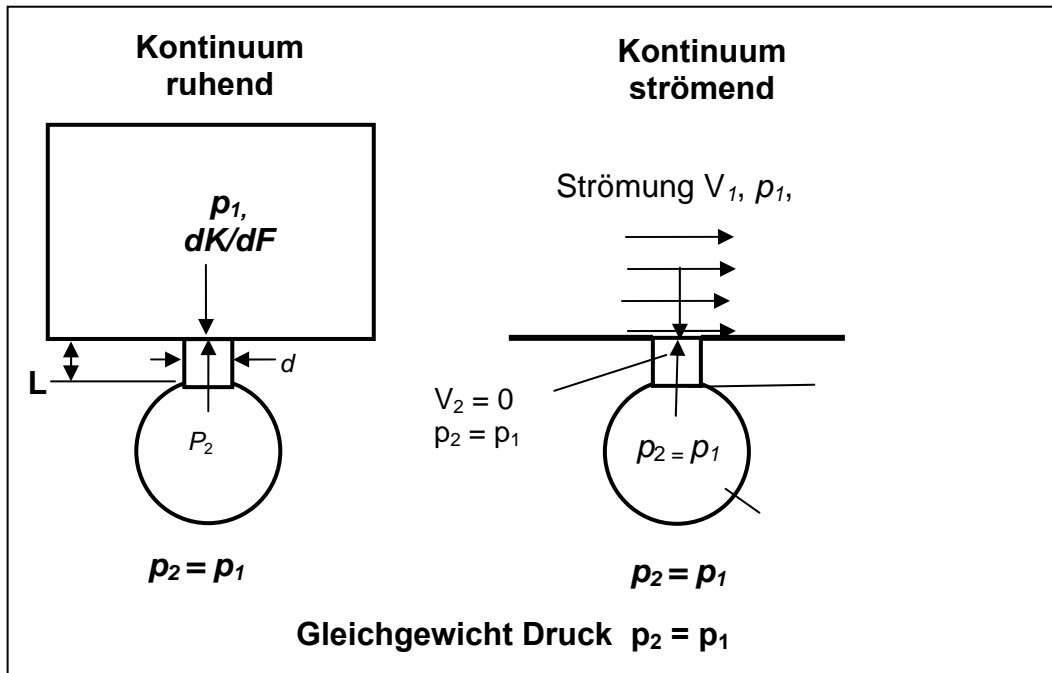 Kontinuum
ruhend
p₁,
dK/dF
L
d
P₂
p₂ = p₁
Kontinuum
strömend
Strömung V₁, p₁,
V₂ = 0
p₂ = p₁
p₂ = p₁
p₂ = p₁
Gleichgewicht Druck p₂ = p₁